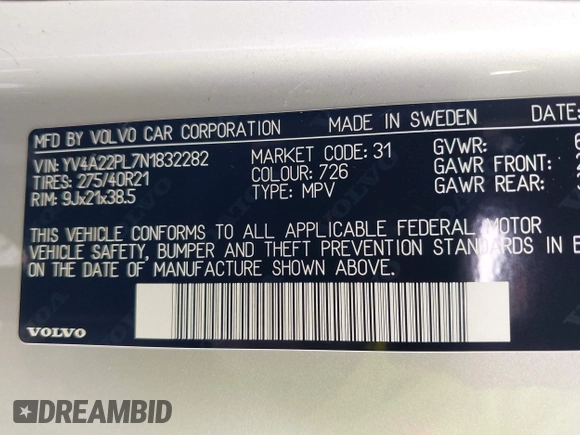 MFD BY VOLVO CAR CORPORATION MADE IN SWEDEN DATE:
VIN: YV4A22PL7N1832282 MARKET CODE: 31 GVWR:
TIRES: 275/40R21 COLOUR: 726 GAWR FRONT:
RIM: 9Jx21x38.5 TYPE: MPV GAWR REAR:
THIS VEHICLE CONFORMS TO ALL APPLICABLE FEDERAL MOTOR
VEHICLE SAFETY, BUMPER AND THEFT PREVENTION STANDARDS IN
ON THE DATE OF MANUFACTURE SHOWN ABOVE.
VOLVO
DREAMBID